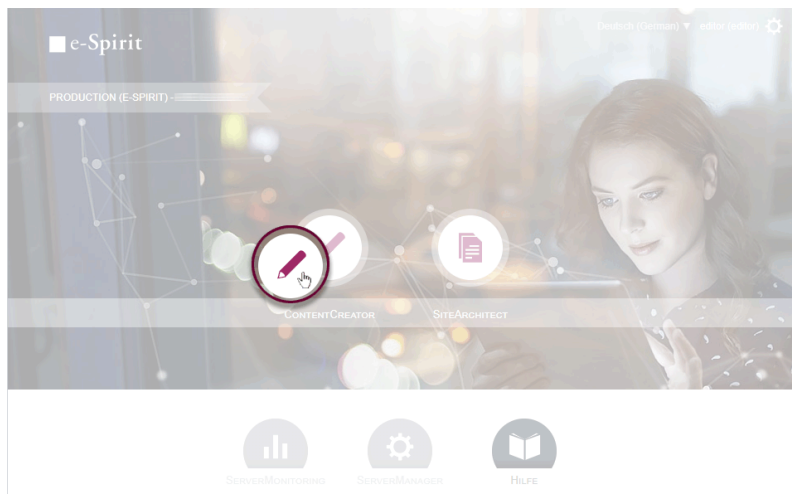 e-Spirit
Deutsch (German) ▼ editor (editor)
PRODUCTION (E-SPIRIT) -
CONTENTCREATOR
SITEARCHITECT
SERVERMONITORING
SERVERMANAGER
HILFE